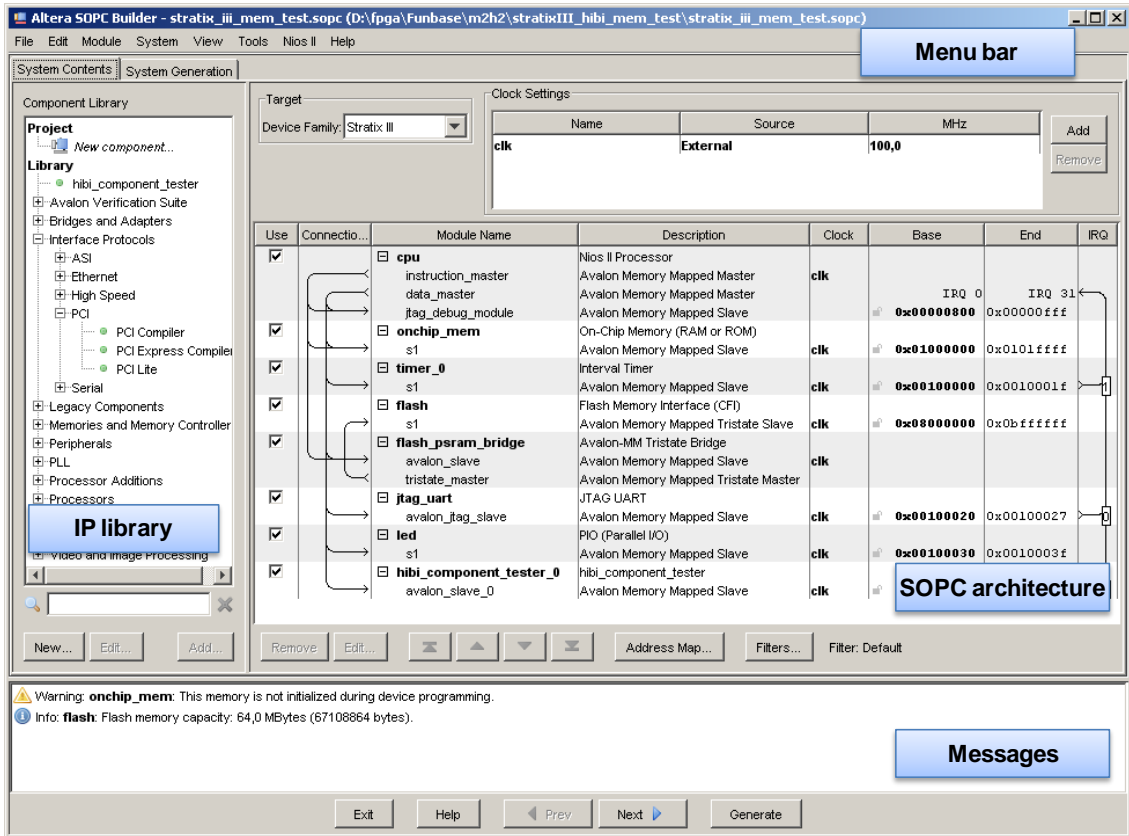 Altera SOPC Builder - stratix_iii_mem_test.sopc (D:\fpga\Funbase\m2h2\stratixIII_hibi_mem_test\stratix_iii_mem_test.sopc)
File Edit Module System View Tools Nios II Help
Menu bar
System Contents System Generation
Component Library
Project
New component...
Library
hibi_component_tester
Avalon Verification Suite
Bridges and Adapters
Interface Protocols
ASI
Ethernet
High Speed
PCI
PCI Compiler
PCI Express Compiler
PCI Lite
Serial
Legacy Components
Memories and Memory Controller
Peripherals
PLL
Processor Additions
Processors
IP library
Video and Image Processing
New... Edit... Add...
Target
Device Family: Stratix III
Clock Settings
Name Source MHz
clk External 100,0
Add
Remove
Use Connectio... Module Name Description Clock Base End IRQ
cpu Nios II Processor
instruction_master Avalon Memory Mapped Master clk
data_master Avalon Memory Mapped Master IRQ 0 IRQ 31
jtag_debug_module Avalon Memory Mapped Slave 0x00000800 0x00000fff
onchip_mem On-Chip Memory (RAM or ROM)
s1 Avalon Memory Mapped Slave clk 0x01000000 0x0101ffff
timer_0 Interval Timer
s1 Avalon Memory Mapped Slave clk 0x00100000 0x0010001f 1
flash Flash Memory Interface (CFI)
s1 Avalon Memory Mapped Tristate Slave clk 0x08000000 0x0bffffff
flash_psram_bridge Avalon-MM Tristate Bridge
avalon_slave Avalon Memory Mapped Slave clk
tristate_master Avalon Memory Mapped Tristate Master
jtag_uart JTAG UART
avalon_jtag_slave Avalon Memory Mapped Slave clk 0x00100020 0x00100027 0
led PIO (Parallel I/O)
s1 Avalon Memory Mapped Slave clk 0x00100030 0x0010003f
hibi_component_tester_0 hibi_component_tester
avalon_slave_0 Avalon Memory Mapped Slave clk
SOPC architecture
Remove Edit... Address Map... Filters... Filter: Default
Warning: onchip_mem: This memory is not initialized during device programming.
Info: flash: Flash memory capacity: 64,0 MBytes (67108864 bytes).
Messages
Exit Help Prev Next Generate